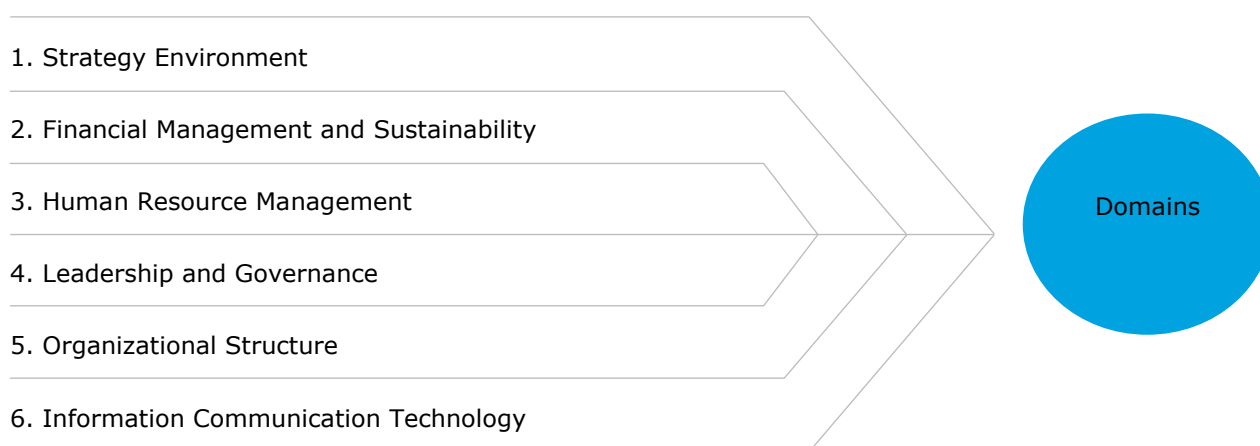 1. Strategy Environment
2. Financial Management and Sustainability
3. Human Resource Management
Domains
4. Leadership and Governance
5. Organizational Structure
6. Information Communication Technology